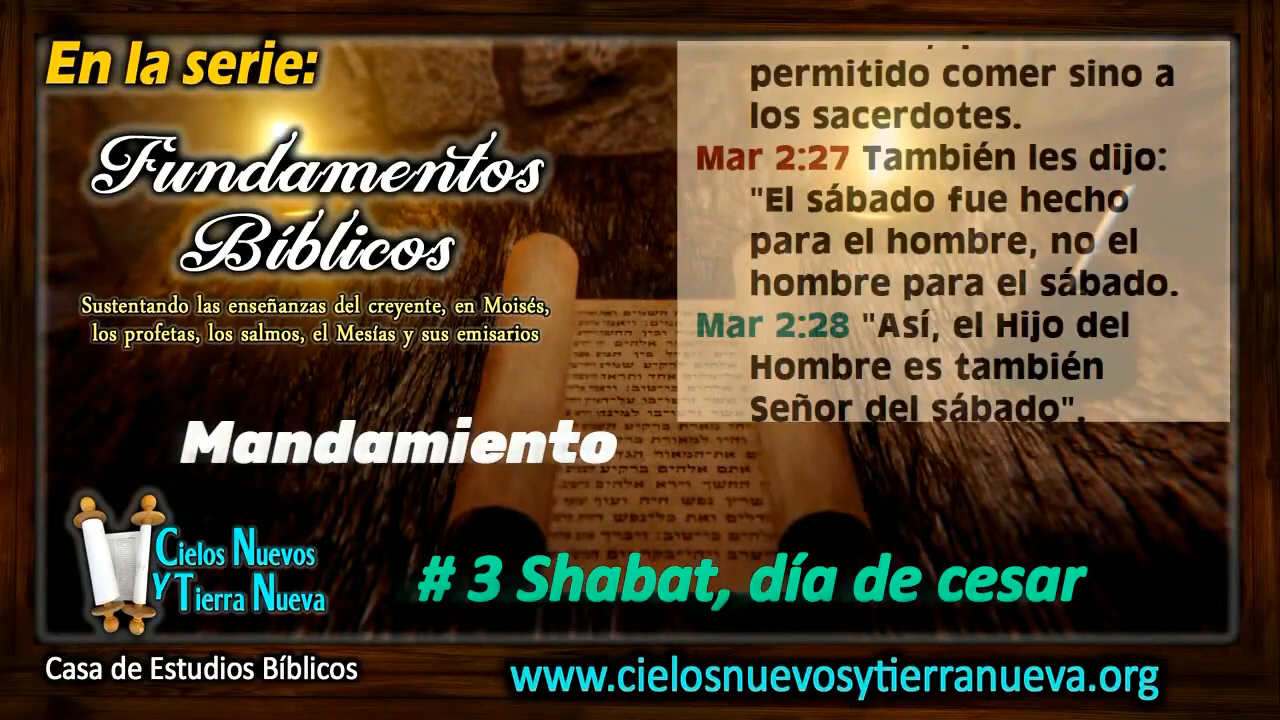 En la serie:
Fundamentos
Bíblicos
Sustentando las enseñanzas del creyente, en Moisés,
los profetas, los salmos, el Mesías y sus emisarios
permitido comer sino a
los sacerdotes.
Mar 2:27 También les dijo:
"El sábado fue hecho
para el hombre, no el
hombre para el sábado.
Mar 2:28 "Así, el Hijo del
Hombre es también
Señor del sábado".
Mandamiento
# 3 Shabat, día de cesar
Cielos Nuevos
Y Tierra Nueva
Casa de Estudios Bíblicos
www.cielosnuevosytierranueva.org